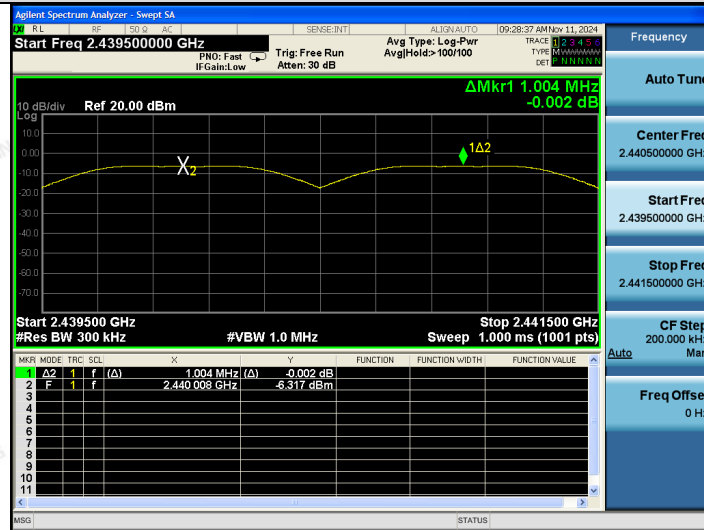 Agilent Spectrum Analyzer - Swept SA
RL RF 50 Ω AC SENSE:INT ALIGN AUTO 09:28:37 AM Nov 11, 2024
Start Freq 2.439500000 GHz
PNO: Fast
IFGain:Low
Trig: Free Run
Atten: 30 dB
Avg Type: Log-Pwr
Avg|Hold:>100/100
TRACE 1 2 3 4 5 6
TYPE M WWWWW
DET P N N N N N
ΔMkr1 1.004 MHz
-0.002 dB
10 dB/div Ref 20.00 dBm
Log
10.0
0.00
-10.0
-20.0
-30.0
-40.0
-50.0
-60.0
-70.0
X2
1Δ2
Start 2.439500 GHz Stop 2.441500 GHz
#Res BW 300 kHz #VBW 1.0 MHz Sweep 1.000 ms (1001 pts)
MKR MODE TRC SCL X Y FUNCTION FUNCTION WIDTH FUNCTION VALUE
1 Δ2 1 f (Δ) 1.004 MHz (Δ) -0.002 dB
2 F 1 f 2.440 008 GHz -6.317 dBm
3
4
5
6
7
8
9
10
11
MSG STATUS
Frequency
Auto Tune
Center Freq
2.440500000 GHz
Start Freq
2.439500000 GHz
Stop Freq
2.441500000 GHz
CF Step
200.000 kHz
Auto Man
Freq Offset
0 Hz